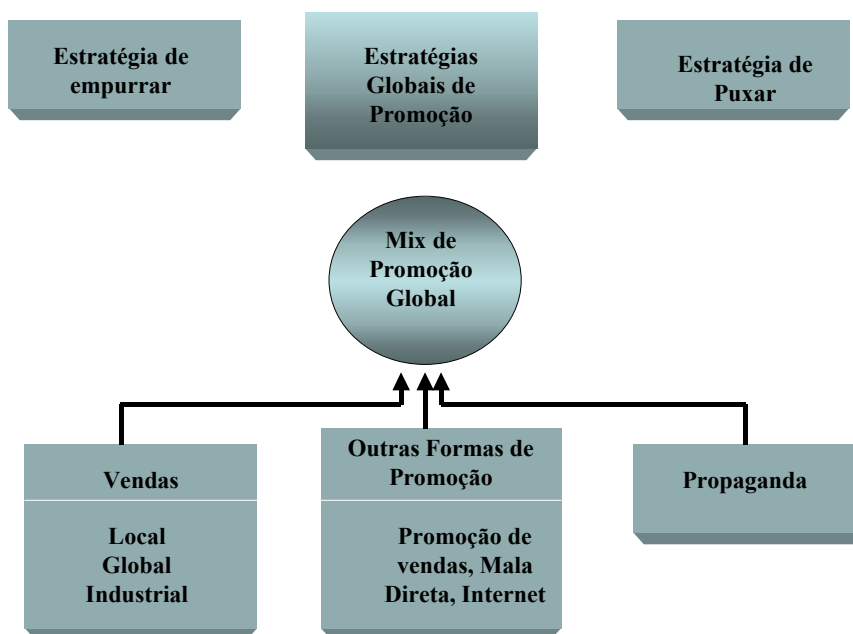 Estratégia de
empurrar
Estratégias
Globais de
Promoção
Estratégia de
Puxar
Mix de
Promoção
Global
Vendas
Local
Global
Industrial
Outras Formas de
Promoção
Promoção de
vendas, Mala
Direta, Internet
Propaganda